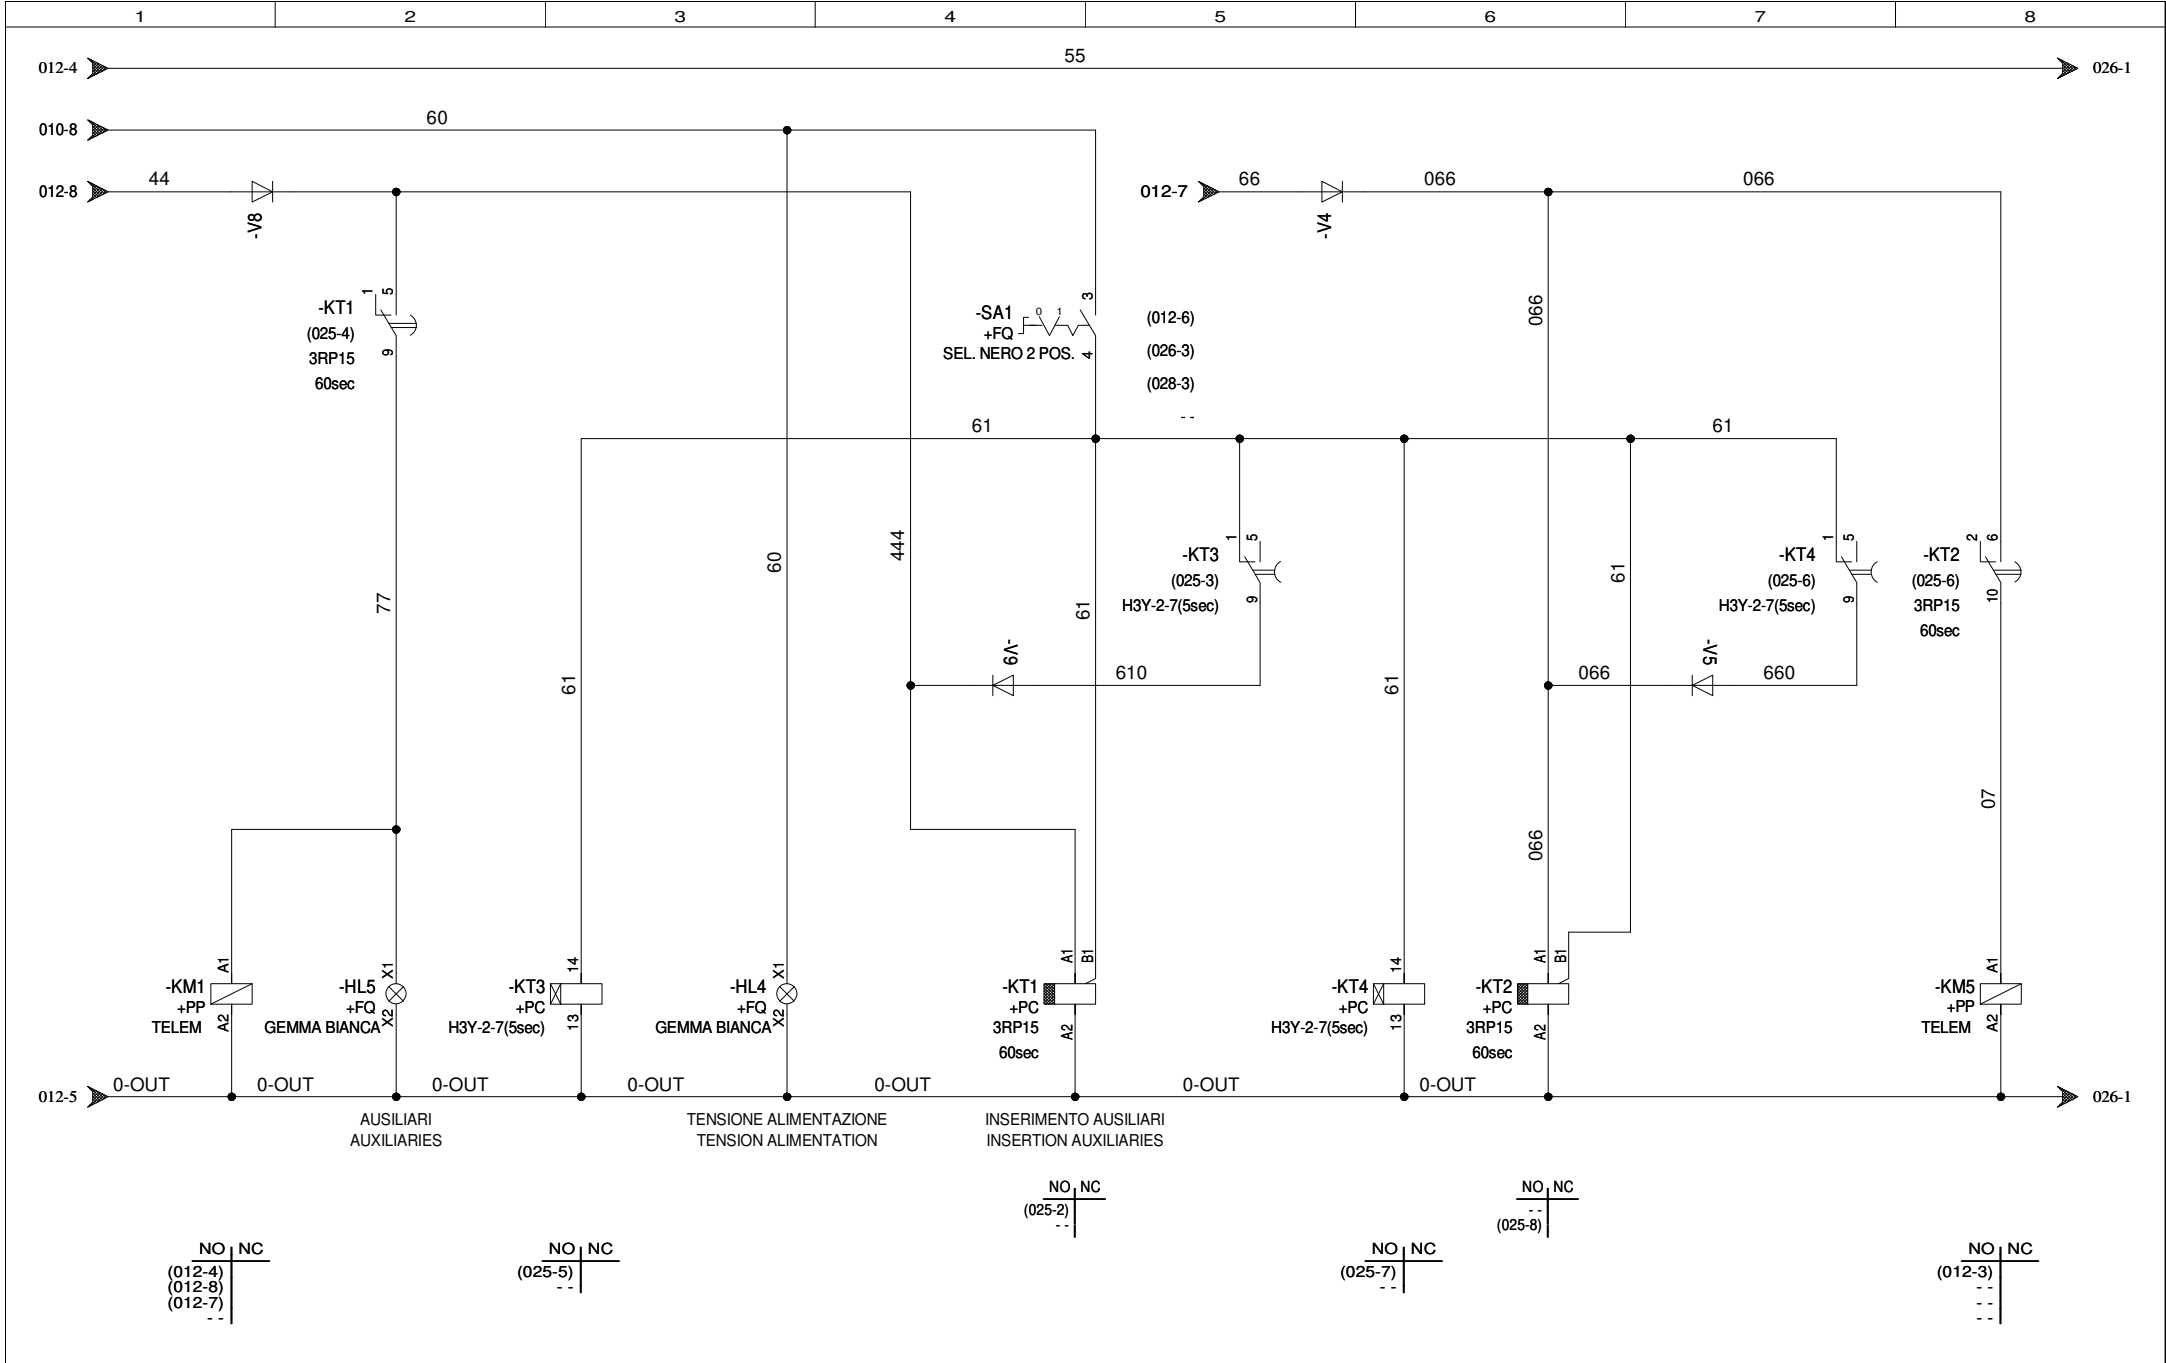 1 2 3 4 5 6 7 8
012-4 55 026-1
010-8 60
012-8 44 012-7 66 066 066
-V8 -V4
-KT1 1 5
(025-4)
3RP15 9
60sec
-SA1 0 1 3
+FQ
SEL. NERO 2 POS. 4
(012-6)
(026-3)
(028-3)
- -
066
61 61
77
61
60
444
61
-KT3 1 5
(025-3)
H3Y-2-7(5sec) 9
61
61
-KT4 1 5
(025-6)
H3Y-2-7(5sec) 9
-KT2 2 6
(025-6)
3RP15 10
60sec
-V9 610
066 -V5 660
066
07
-KM1 A1
+PP
TELEM A2
-HL5 X1
+FQ
GEMMA BIANCA X2
-KT3 14
+PC
H3Y-2-7(5sec) 13
-HL4 X1
+FQ
GEMMA BIANCA X2
-KT1 A1 B1
+PC
3RP15 A2
60sec
-KT4 14
+PC
H3Y-2-7(5sec) 13
-KT2 A1 B1
+PC
3RP15 A2
60sec
-KM5 A1
+PP
TELEM A2
012-5 0-OUT 0-OUT 0-OUT 0-OUT 0-OUT 0-OUT 0-OUT 026-1
AUSILIARI
AUXILIARIES
TENSIONE ALIMENTAZIONE
TENSION ALIMENTATION
INSERIMENTO AUSILIARI
INSERTION AUXILIARIES
NO NC
(025-2)
- -
NO NC
- -
(025-8)
NO NC
(012-4)
(012-8)
(012-7)
- -
NO NC
(025-5)
- -
NO NC
(025-7)
- -
NO NC
(012-3)
- -
- -
- -